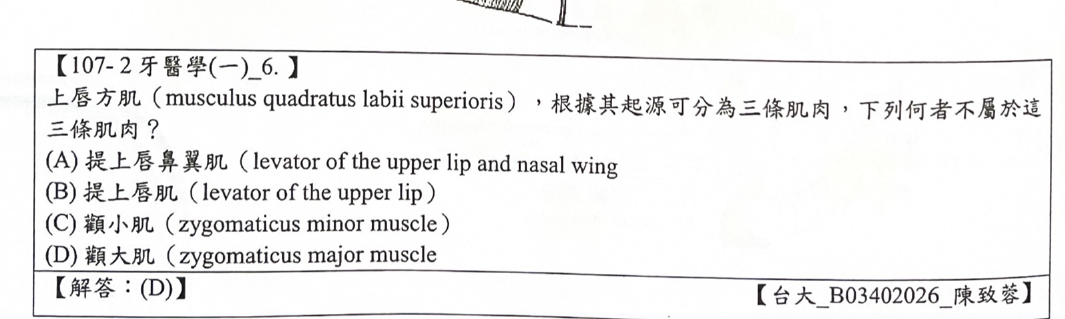 【107- 2 牙醫學(一)_6. 】
上唇方肌（musculus quadratus labii superioris），根據其起源可分為三條肌肉，下列何者不屬於這
三條肌肉？
(A) 提上唇鼻翼肌（levator of the upper lip and nasal wing
(B) 提上唇肌（levator of the upper lip）
(C) 顴小肌（zygomaticus minor muscle）
(D) 顴大肌（zygomaticus major muscle
【解答：(D)】 【台大_B03402026_陳致蓉】